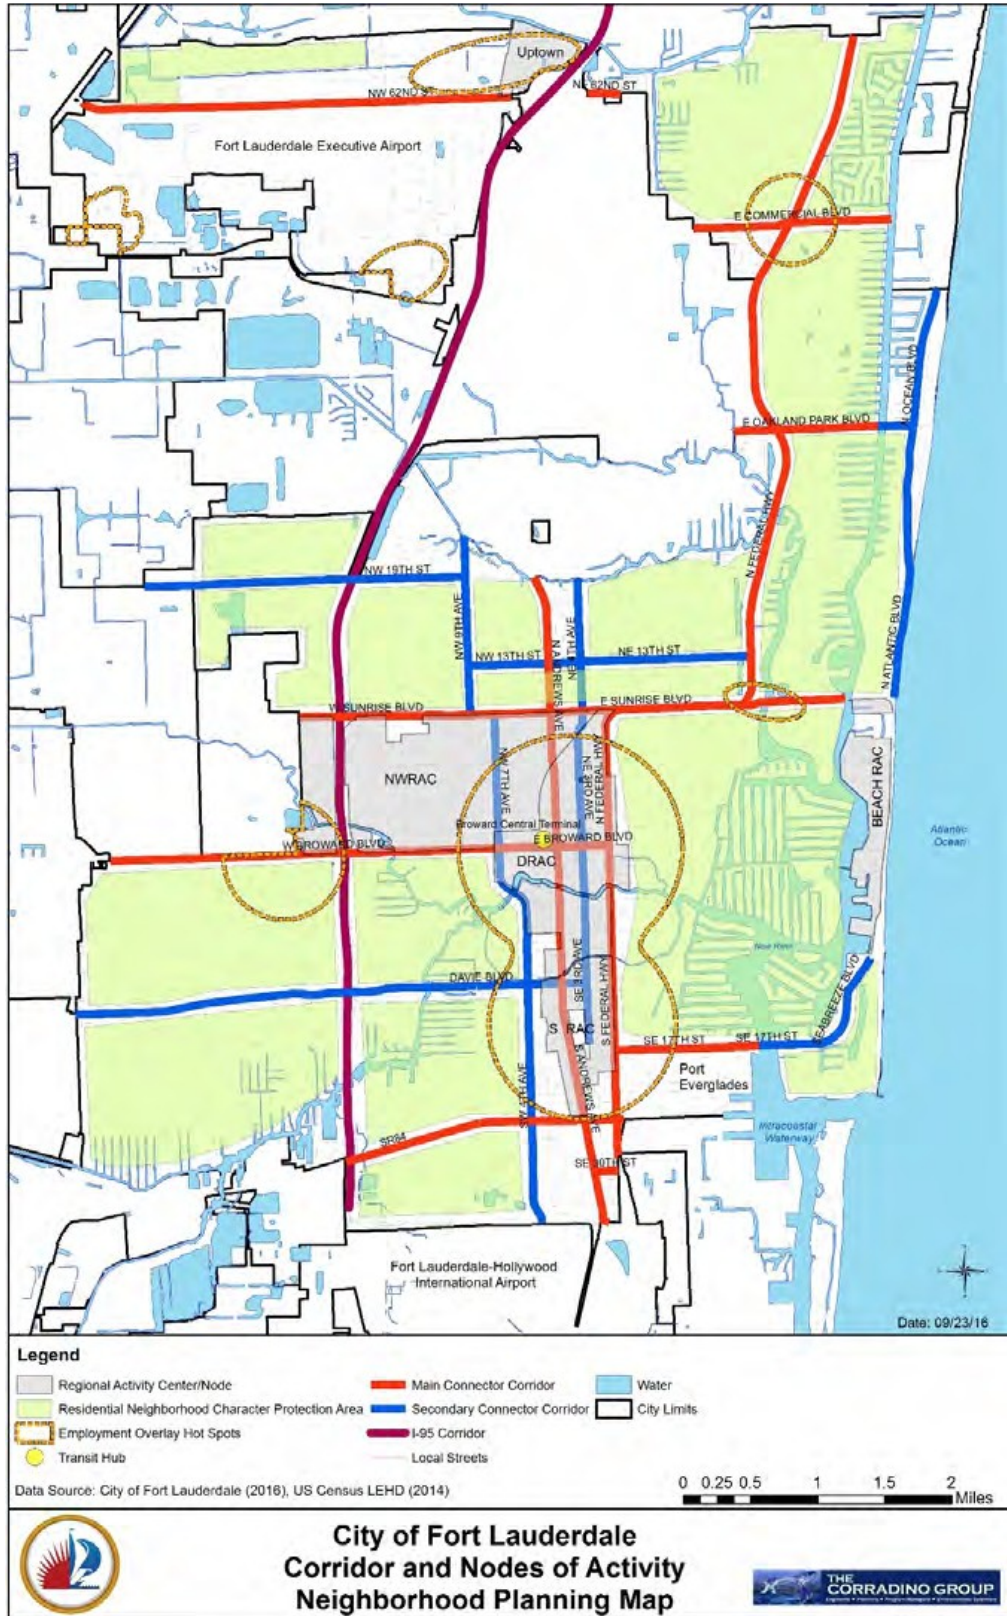 Uptown
NW 62ND ST
NE 62ND ST
Fort Lauderdale Executive Airport
E COMMERCIAL BLVD
N OCEAN BLVD
E OAKLAND PARK BLVD
N FEDERAL HWY
NW 19TH ST
NW 9TH AVE
N ANDREWS AVE
NE 4TH AVE
NW 13TH ST
NE 13TH ST
N ATLANTIC BLVD
W SUNRISE BLVD
E SUNRISE BLVD
NWRAC
NW 7TH AVE
NE 3RD AVE
N FEDERAL HWY
BEACH RAC
Broward Central Terminal
W BROWARD BLVD
E BROWARD BLVD
DRAC
Atlantic
Ocean
New River
DAVIE BLVD
SE 3RD AVE
S FEDERAL HWY
SEABREEZE BLVD
S RAC
SE 17TH ST
SE 17TH ST
Port
Everglades
SW 4TH AVE
S ANDREWS AVE
SR84
Intracoastal
Waterway
SE 30TH ST
Fort Lauderdale-Hollywood
International Airport
Date: 09/23/16
Legend
Regional Activity Center/Node
Main Connector Corridor
Water
Residential Neighborhood Character Protection Area
Secondary Connector Corridor
City Limits
Employment Overlay Hot Spots
I-95 Corridor
Transit Hub
Local Streets
Data Source: City of Fort Lauderdale (2016), US Census LEHD (2014)
0 0.25 0.5 1 1.5 2
Miles
City of Fort Lauderdale
Corridor and Nodes of Activity
Neighborhood Planning Map
THE
CORRADINO GROUP